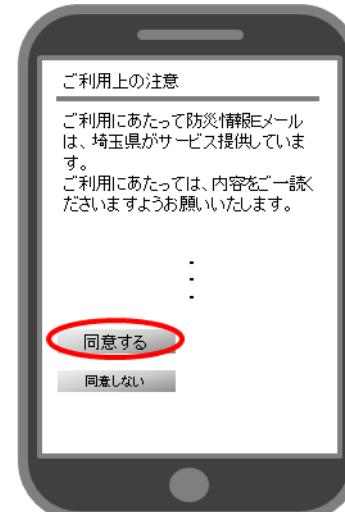 ご利用上の注意
ご利用にあたって防災情報Eメール
は、埼玉県がサービス提供していま
す。
ご利用にあたっては、内容をご一読く
ださいますようお願いいたします。
同意する
同意しない